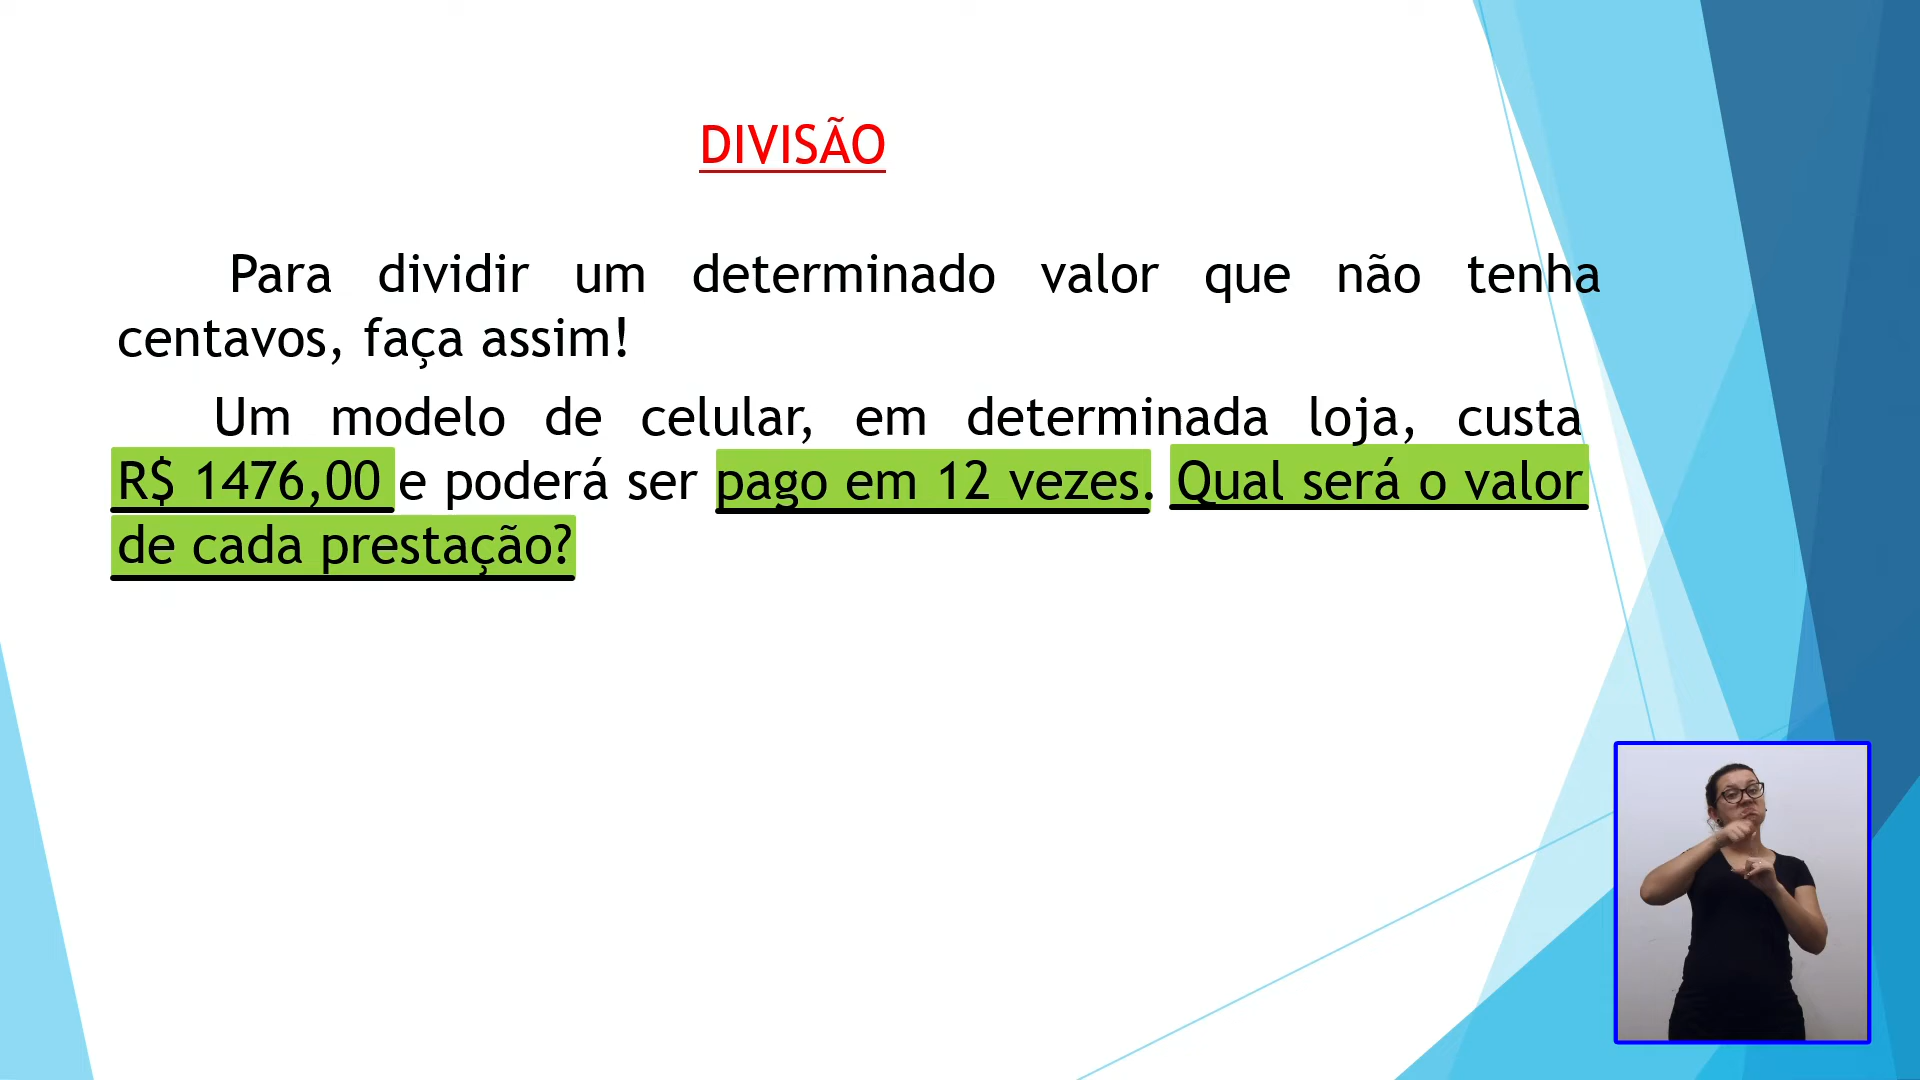 DIVISÃO
Para dividir um determinado valor que não tenha
centavos, faça assim!
Um modelo de celular, em determinada loja, custa
R$ 1476,00 e poderá ser pago em 12 vezes. Qual será o valor
de cada prestação?